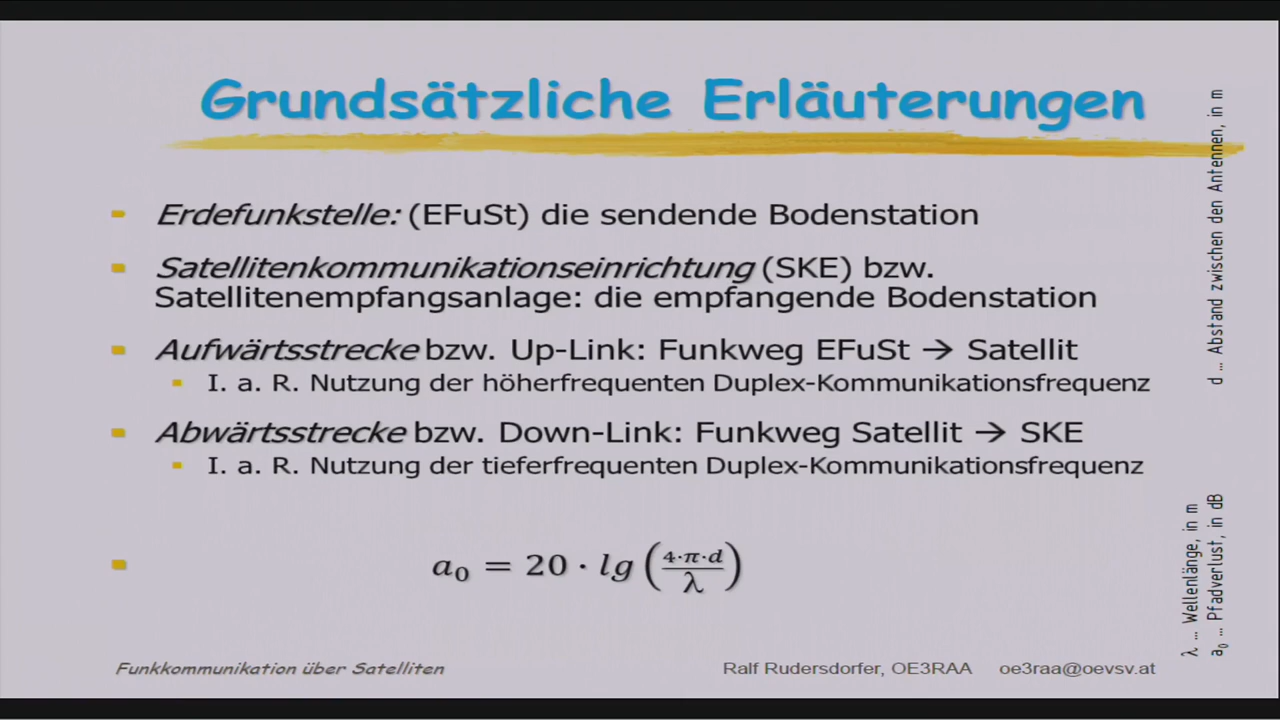 Grundsätzliche Erläuterungen
Erdefunkstelle: (EFuSt) die sendende Bodenstation
Satellitenkommunikationseinrichtung (SKE) bzw.
Satellitenempfangsanlage: die empfangende Bodenstation
Aufwärtsstrecke bzw. Up-Link: Funkweg EFuSt → Satellit
I. a. R. Nutzung der höherfrequenten Duplex-Kommunikationsfrequenz
Abwärtsstrecke bzw. Down-Link: Funkweg Satellit → SKE
I. a. R. Nutzung der tieferfrequenten Duplex-Kommunikationsfrequenz
a₀ = 20 · lg (4·π·d / λ)
d ... Abstand zwischen den Antennen, in m
λ ... Wellenlänge, in m
a₀ ... Pfadverlust, in dB
Funkkommunikation über Satelliten
Ralf Rudersdorfer, OE3RAA oe3raa@oevsv.at